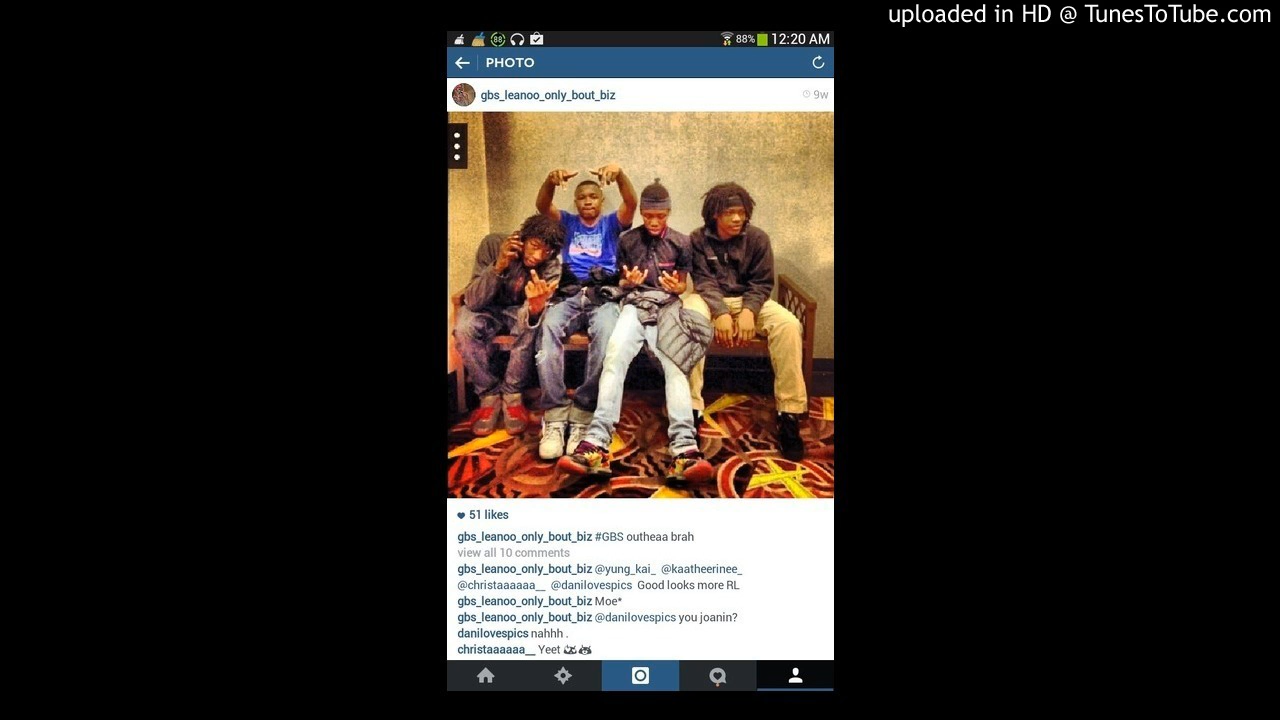 uploaded in HD @ TunesToTube.com
88 88% 12:20 AM
PHOTO
gbs_leanoo_only_bout_biz 9w
51 likes
gbs_leanoo_only_bout_biz #GBS outheaa brah
view all 10 comments
gbs_leanoo_only_bout_biz @yung_kai_ @kaatheerinee_
@christaaaaaa__ @danilovespics Good looks more RL
gbs_leanoo_only_bout_biz Moe*
gbs_leanoo_only_bout_biz @danilovespics you joanin?
danilovespics nahhh .
christaaaaaa__ Yeet